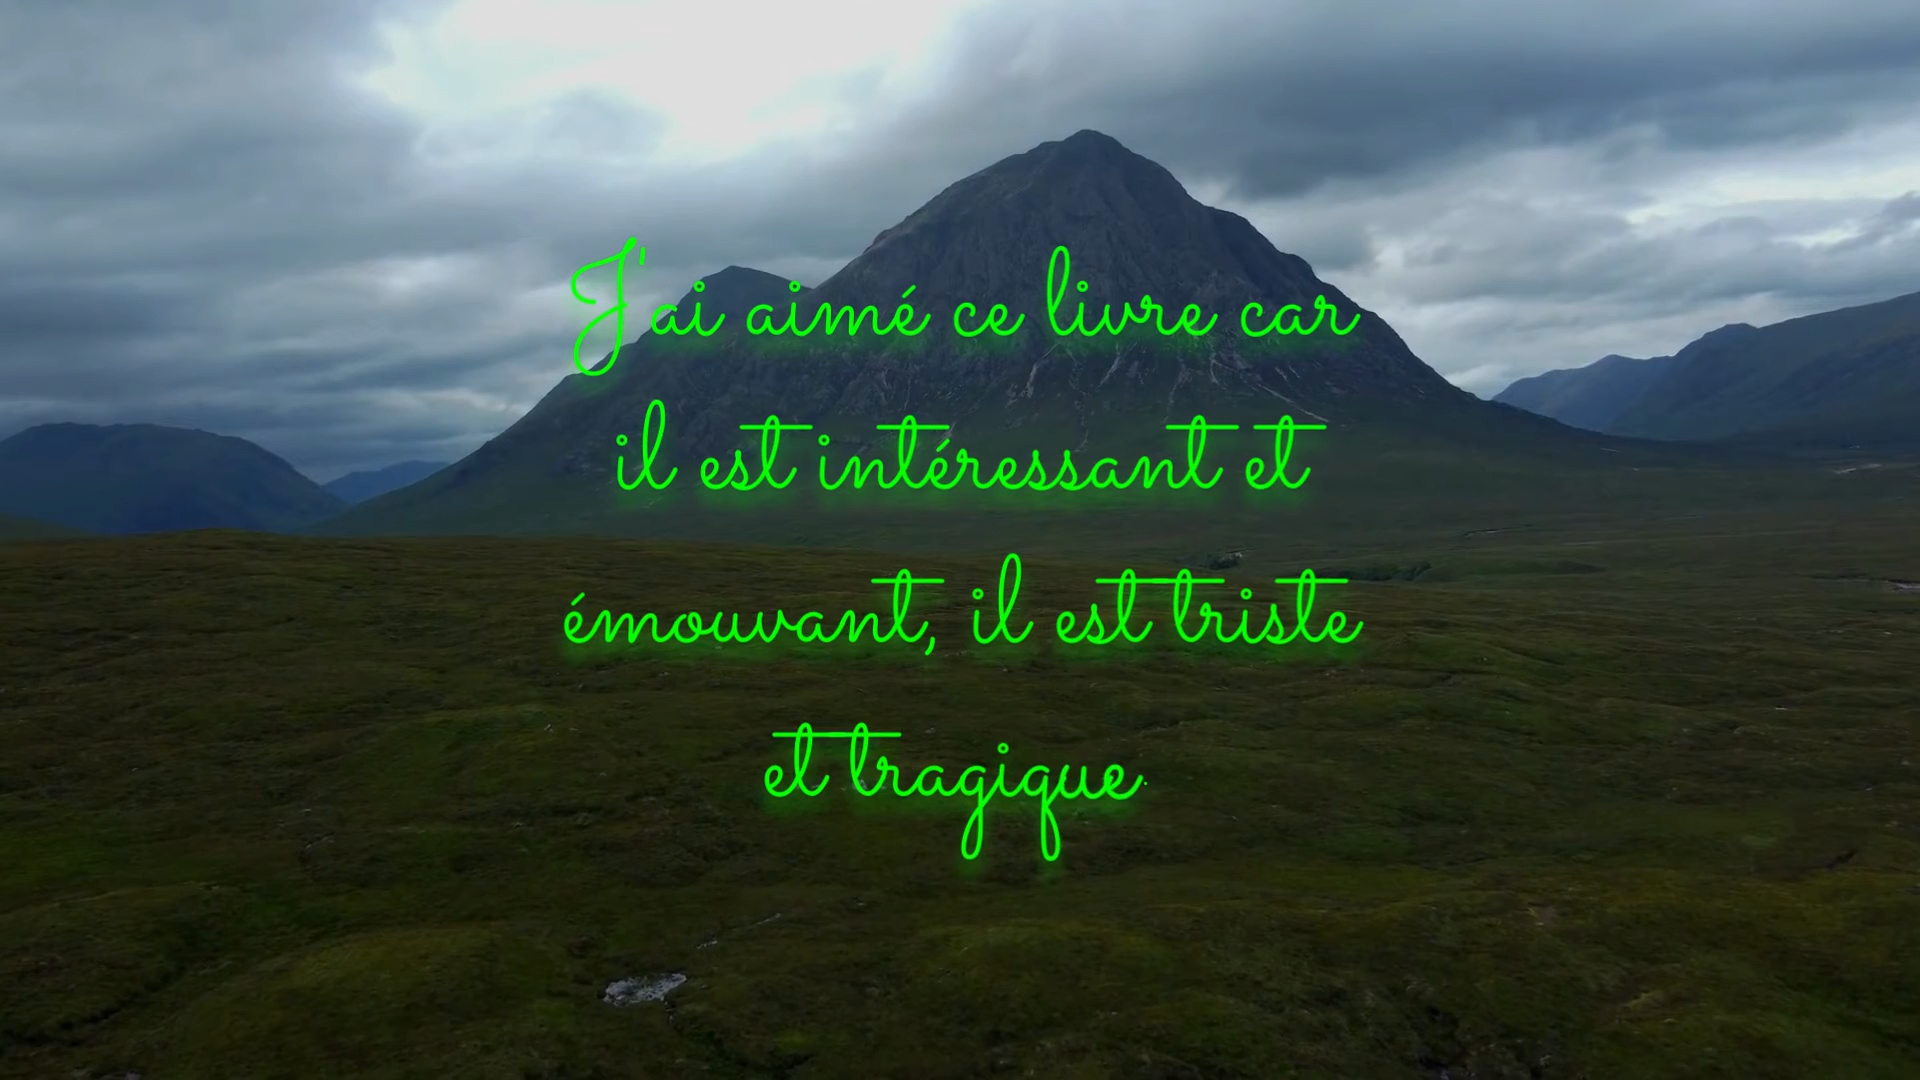 J'ai aimé ce livre car
il est intéressant et
émouvant, il est triste
et tragique.